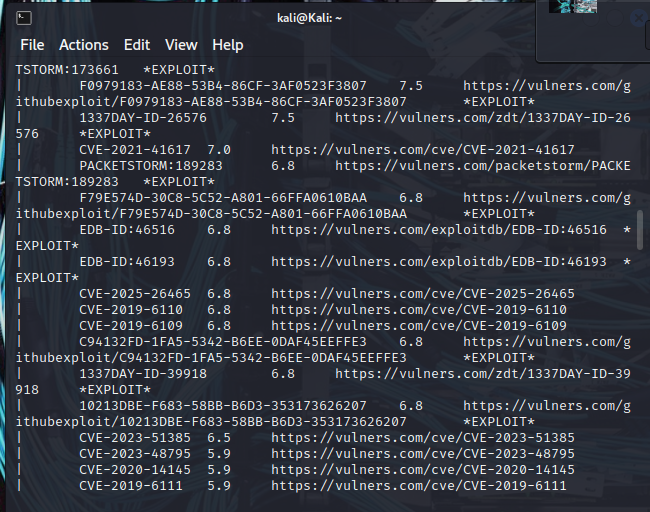 kali@Kali: ~
File Actions Edit View Help
TSTORM:173661 *EXPLOIT*
| F0979183-AE88-53B4-86CF-3AF0523F3807 7.5 https://vulners.com/g
ithubexploit/F0979183-AE88-53B4-86CF-3AF0523F3807 *EXPLOIT*
| 1337DAY-ID-26576 7.5 https://vulners.com/zdt/1337DAY-ID-26
576 *EXPLOIT*
| CVE-2021-41617 7.0 https://vulners.com/cve/CVE-2021-41617
| PACKETSTORM:189283 6.8 https://vulners.com/packetstorm/PACKE
TSTORM:189283 *EXPLOIT*
| F79E574D-30C8-5C52-A801-66FFA0610BAA 6.8 https://vulners.com/g
ithubexploit/F79E574D-30C8-5C52-A801-66FFA0610BAA *EXPLOIT*
| EDB-ID:46516 6.8 https://vulners.com/exploitdb/EDB-ID:46516 *
EXPLOIT*
| EDB-ID:46193 6.8 https://vulners.com/exploitdb/EDB-ID:46193 *
EXPLOIT*
| CVE-2025-26465 6.8 https://vulners.com/cve/CVE-2025-26465
| CVE-2019-6110 6.8 https://vulners.com/cve/CVE-2019-6110
| CVE-2019-6109 6.8 https://vulners.com/cve/CVE-2019-6109
| C94132FD-1FA5-5342-B6EE-0DAF45EEFFE3 6.8 https://vulners.com/g
ithubexploit/C94132FD-1FA5-5342-B6EE-0DAF45EEFFE3 *EXPLOIT*
| 1337DAY-ID-39918 6.8 https://vulners.com/zdt/1337DAY-ID-39
918 *EXPLOIT*
| 10213DBE-F683-58BB-B6D3-353173626207 6.8 https://vulners.com/g
ithubexploit/10213DBE-F683-58BB-B6D3-353173626207 *EXPLOIT*
| CVE-2023-51385 6.5 https://vulners.com/cve/CVE-2023-51385
| CVE-2023-48795 5.9 https://vulners.com/cve/CVE-2023-48795
| CVE-2020-14145 5.9 https://vulners.com/cve/CVE-2020-14145
| CVE-2019-6111 5.9 https://vulners.com/cve/CVE-2019-6111